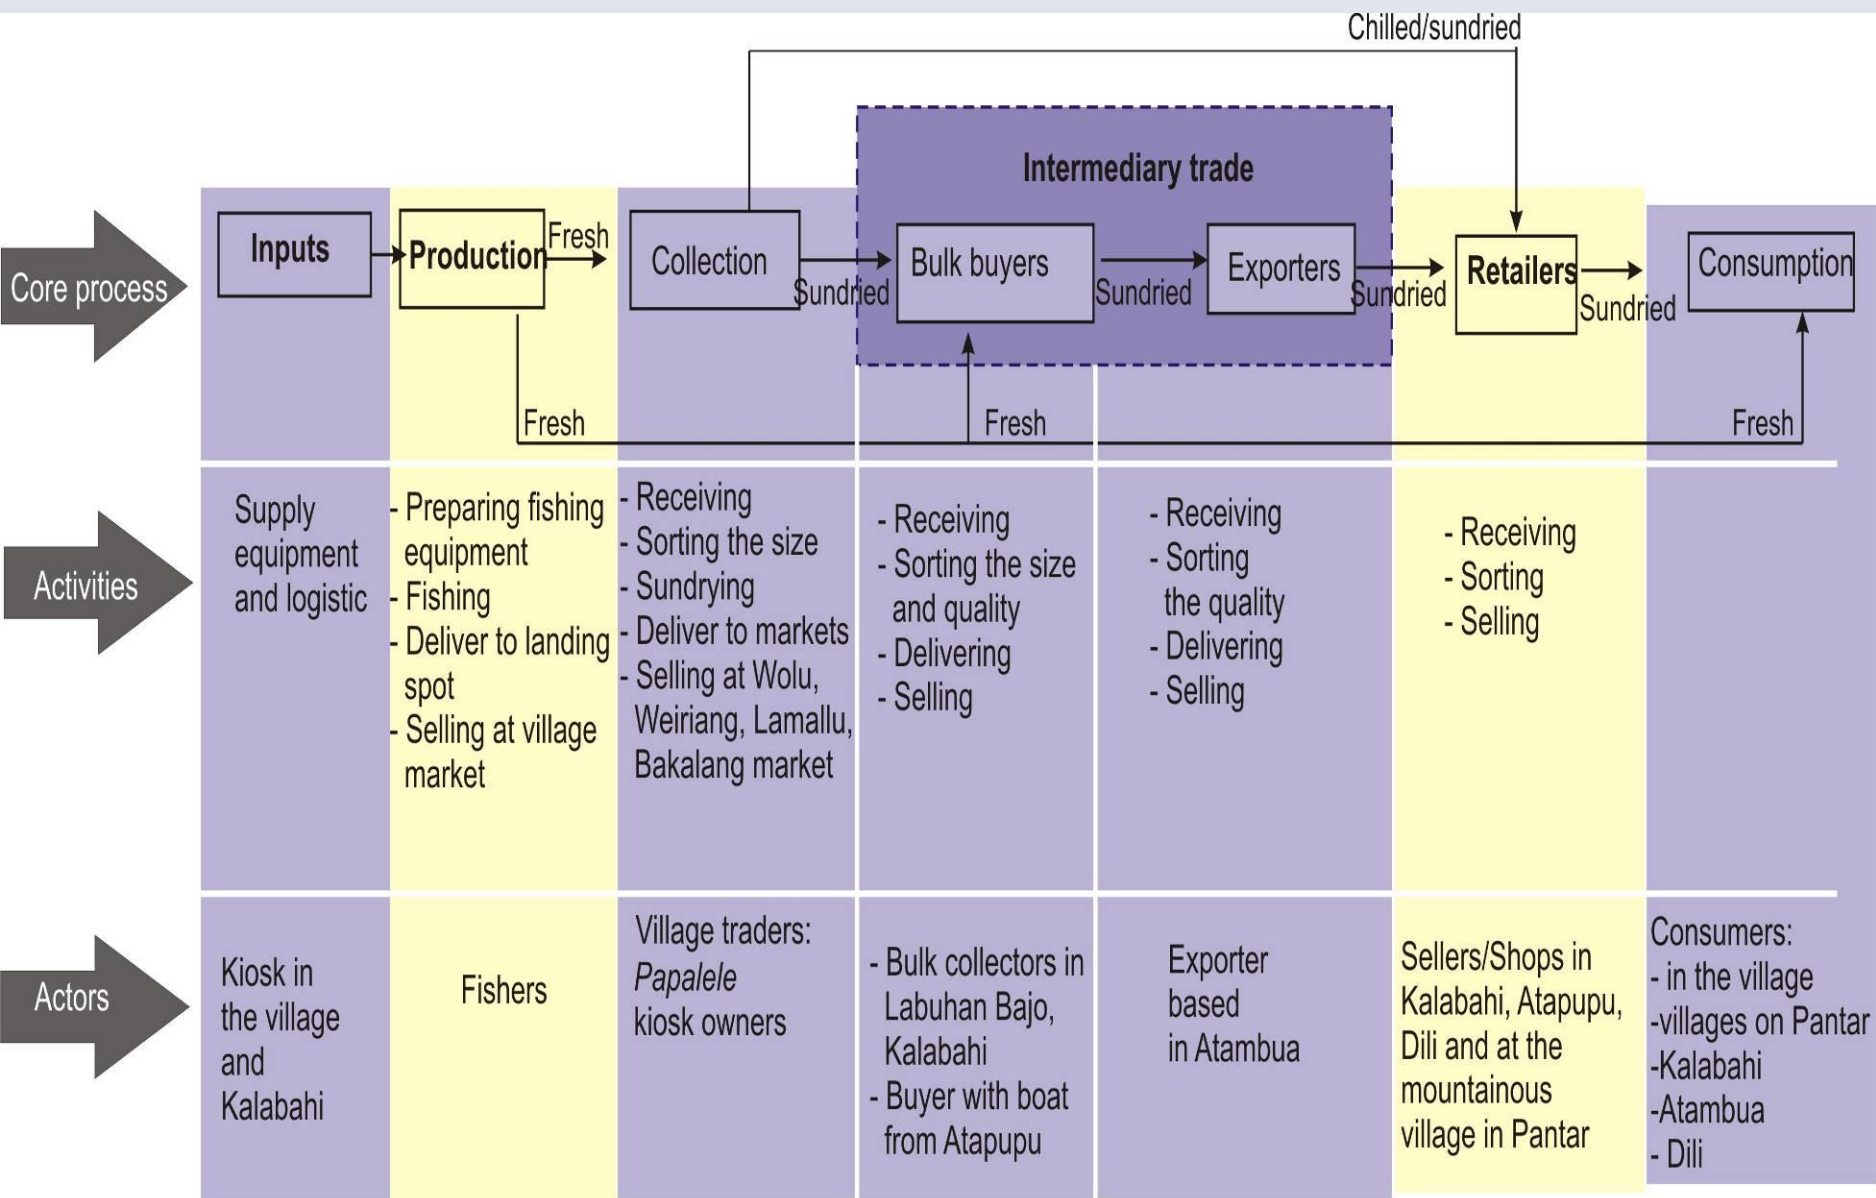 Chilled/sundried
Intermediary trade
Core process
Inputs
Production
Fresh
Collection
Sundried
Bulk buyers
Sundried
Exporters
Sundried
Retailers
Sundried
Consumption
Fresh
Fresh
Fresh
Activities
Supply
equipment
and logistic
- Preparing fishing
equipment
- Fishing
- Deliver to landing
spot
- Selling at village
market
- Receiving
- Sorting the size
- Sundrying
- Deliver to markets
- Selling at Wolu,
Weiriang, Lamallu,
Bakalang market
- Receiving
- Sorting the size
and quality
- Delivering
- Selling
- Receiving
- Sorting
the quality
- Delivering
- Selling
- Receiving
- Sorting
- Selling
Actors
Kiosk in
the village
and
Kalabahi
Fishers
Village traders:
Papalele
kiosk owners
- Bulk collectors in
Labuhan Bajo,
Kalabahi
- Buyer with boat
from Atapupu
Exporter
based
in Atambua
Sellers/Shops in
Kalabahi, Atapupu,
Dili and at the
mountainous
village in Pantar
Consumers:
- in the village
-villages on Pantar
-Kalabahi
-Atambua
- Dili